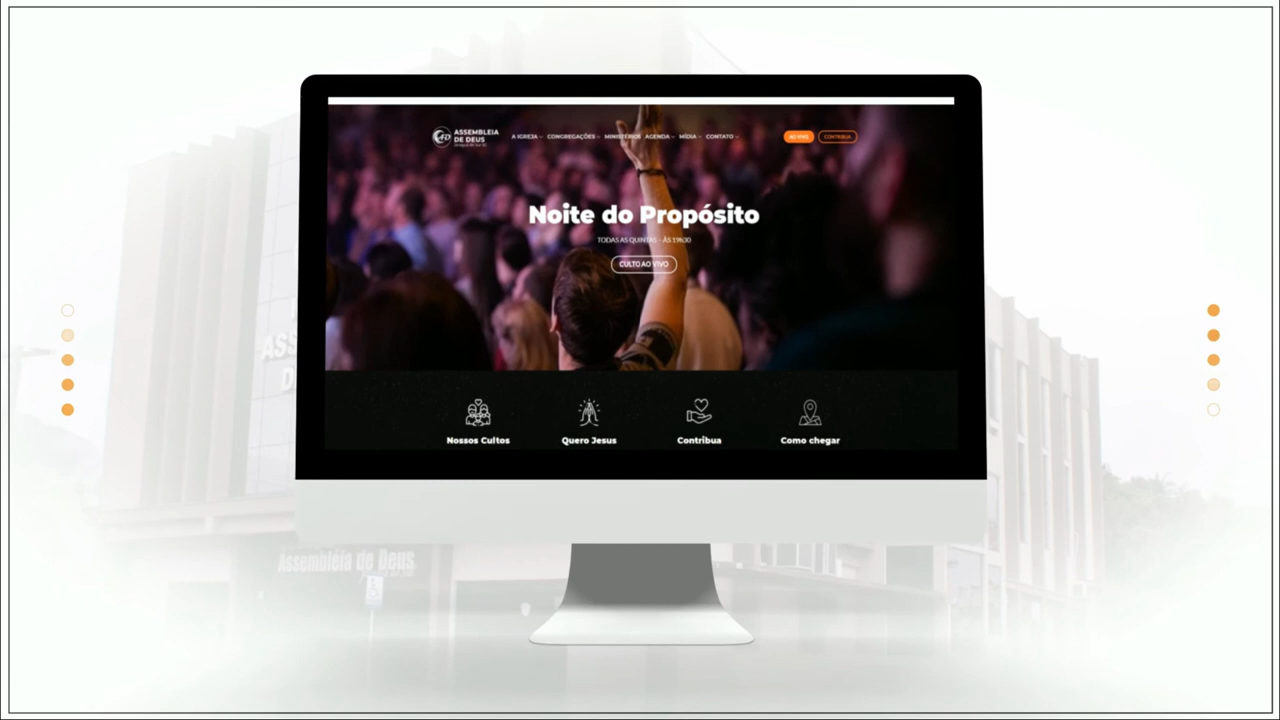 ASSEMBLEIA
DE DEUS
A IGREJA
CONGREGAÇÕES
MINISTÉRIOS
AGENDA
MÍDIA
CONTATO
AO VIVO
CONTRIBUA
Noite do Propósito
TODAS AS QUINTAS - ÀS 19h30
CULTO AO VIVO
Nossos Cultos
Quero Jesus
Contribua
Como chegar
Assembléia de Deus